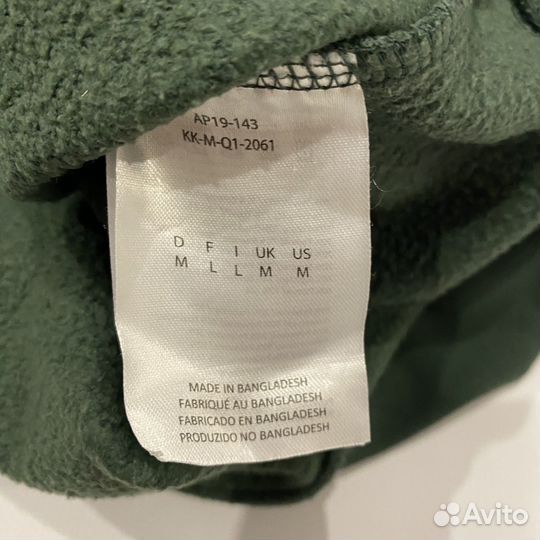 AP19-143
KK-M-Q1-2061
D F I UK US
M L L M M
MADE IN BANGLADESH
FABRIQUÉ AU BANGLADESH
FABRICADO EN BANGLADESH
PRODUZIDO NO BANGLADESH
Avito